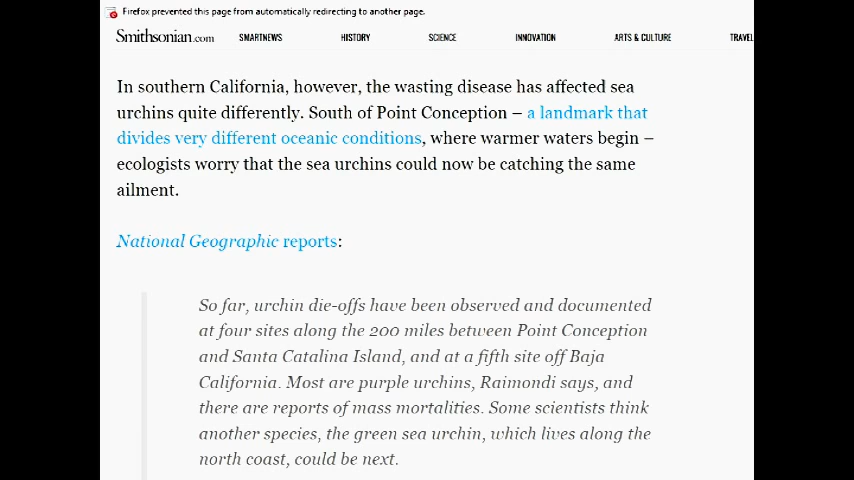 Firefox prevented this page from automatically redirecting to another page.
Smithsonian.com SMARTNEWS HISTORY SCIENCE INNOVATION ARTS & CULTURE TRAVEL
In southern California, however, the wasting disease has affected sea
urchins quite differently. South of Point Conception – a landmark that
divides very different oceanic conditions, where warmer waters begin –
ecologists worry that the sea urchins could now be catching the same
ailment.
National Geographic reports:
So far, urchin die-offs have been observed and documented
at four sites along the 200 miles between Point Conception
and Santa Catalina Island, and at a fifth site off Baja
California. Most are purple urchins, Raimondi says, and
there are reports of mass mortalities. Some scientists think
another species, the green sea urchin, which lives along the
north coast, could be next.